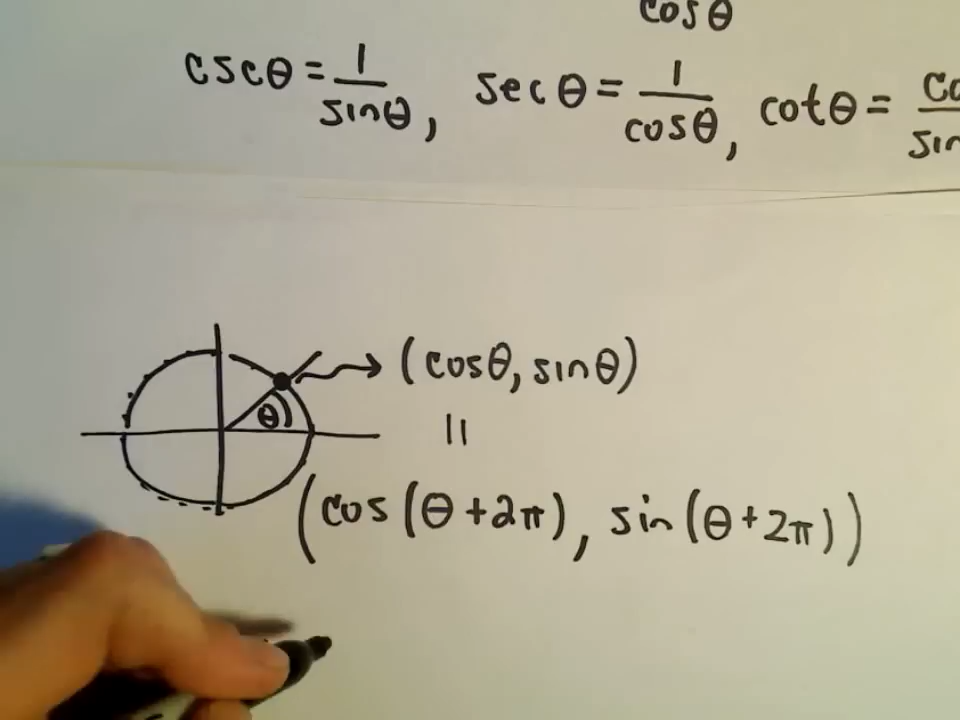 cosθ
cscθ = 1/sinθ, secθ = 1/cosθ, cotθ =
θ (cosθ, sinθ)
||
(cos(θ+2π), sin(θ+2π))